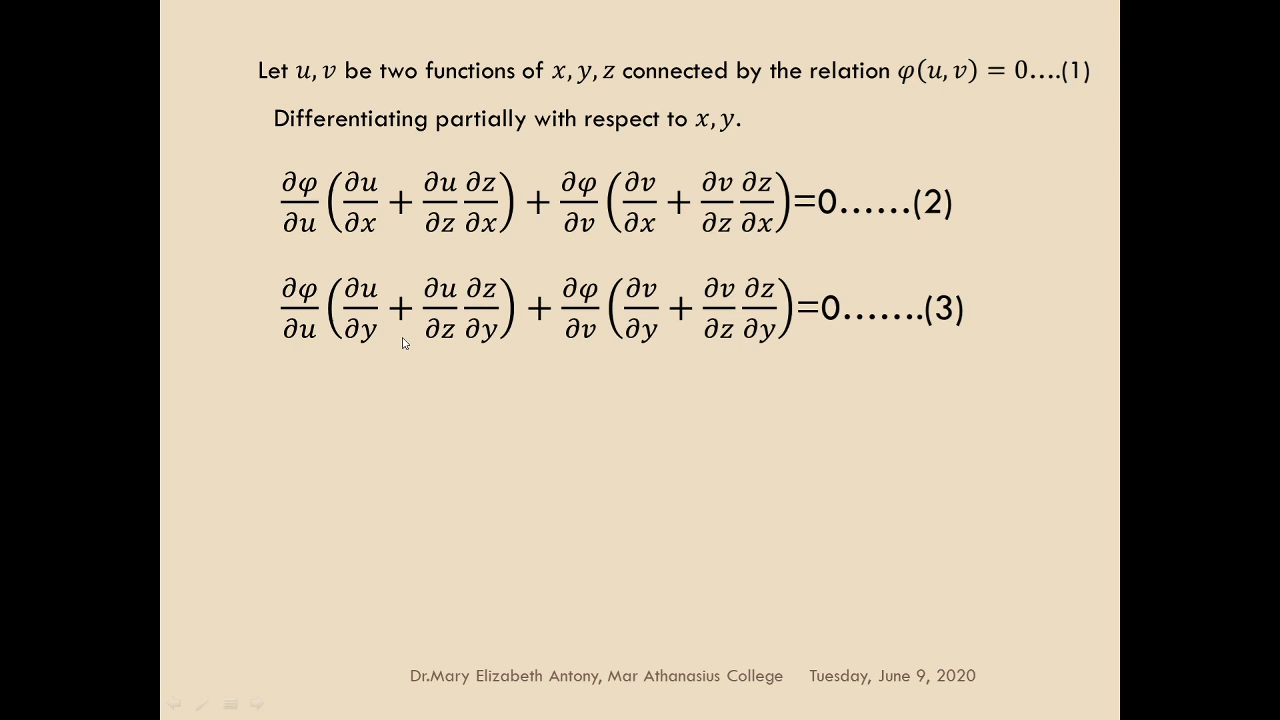 Let 𝑢, 𝑣 be two functions of 𝑥, 𝑦, 𝑧 connected by the relation 𝜑(𝑢, 𝑣) = 0....(1)
Differentiating partially with respect to 𝑥, 𝑦.
∂φ/∂u (∂u/∂x + ∂u/∂z ∂z/∂x) + ∂φ/∂v (∂v/∂x + ∂v/∂z ∂z/∂x)=0......(2)
∂φ/∂u (∂u/∂y + ∂u/∂z ∂z/∂y) + ∂φ/∂v (∂v/∂y + ∂v/∂z ∂z/∂y)=0.......(3)
Dr.Mary Elizabeth Antony, Mar Athanasius College Tuesday, June 9, 2020